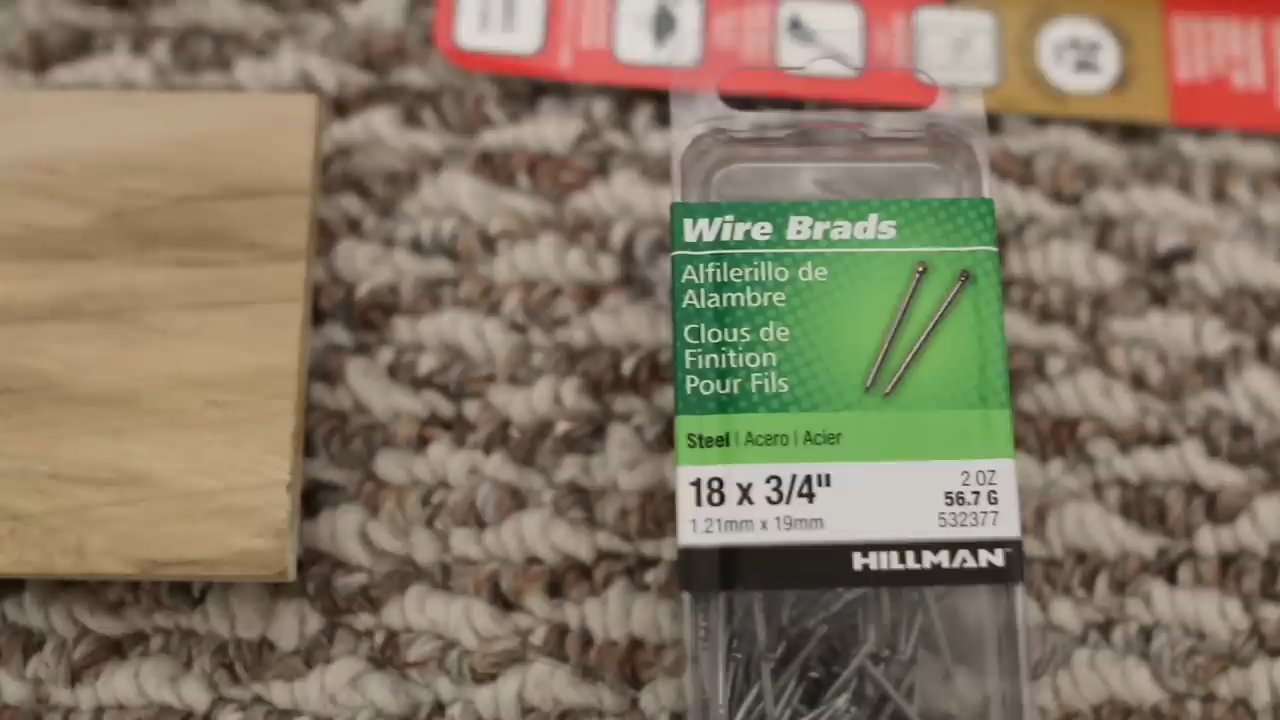 Wire Brads
Alfilerillo de
Alambre
Clous de
Finition
Pour Fils
Steel | Acero | Acier
18 x 3/4"
1.21mm x 19mm
2 OZ
56.7 G
532377
HILLMAN